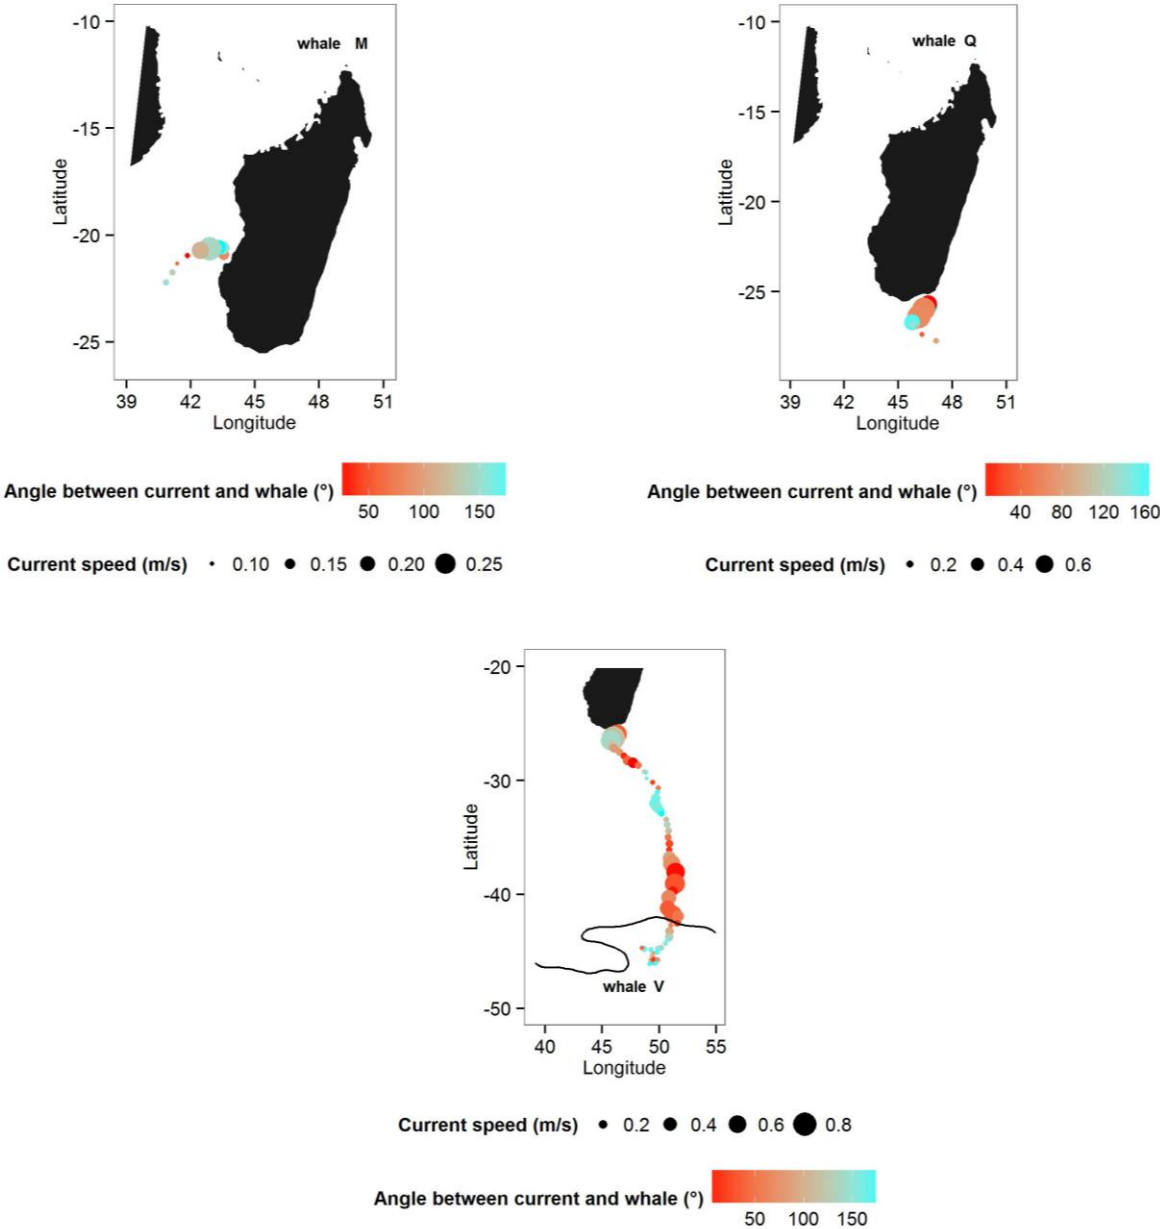 whale M
-10
-15
-20
-25
Latitude
39 42 45 48 51
Longitude
Angle between current and whale (°)
50 100 150
Current speed (m/s) 0.10 0.15 0.20 0.25
whale Q
-10
-15
-20
-25
Latitude
39 42 45 48 51
Longitude
Angle between current and whale (°)
40 80 120 160
Current speed (m/s) 0.2 0.4 0.6
-20
-30
-40
-50
Latitude
whale V
40 45 50 55
Longitude
Current speed (m/s) 0.2 0.4 0.6 0.8
Angle between current and whale (°)
50 100 150